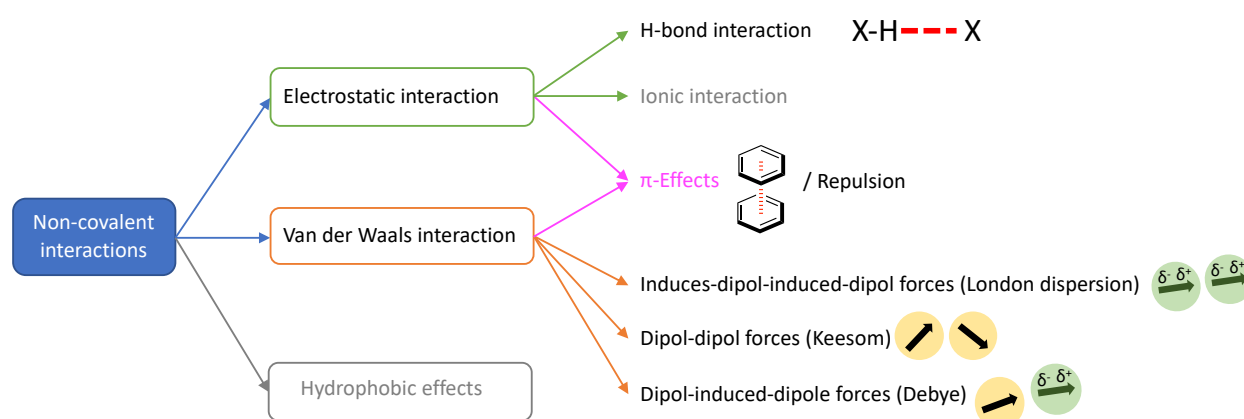 H-bond interaction X-H X
Electrostatic interaction
Ionic interaction
π-Effects / Repulsion
Non-covalent
interactions
Van der Waals interaction
Induces-dipol-induced-dipol forces (London dispersion) δ- δ+ δ- δ+
Dipol-dipol forces (Keesom)
Hydrophobic effects
Dipol-induced-dipole forces (Debye) δ- δ+